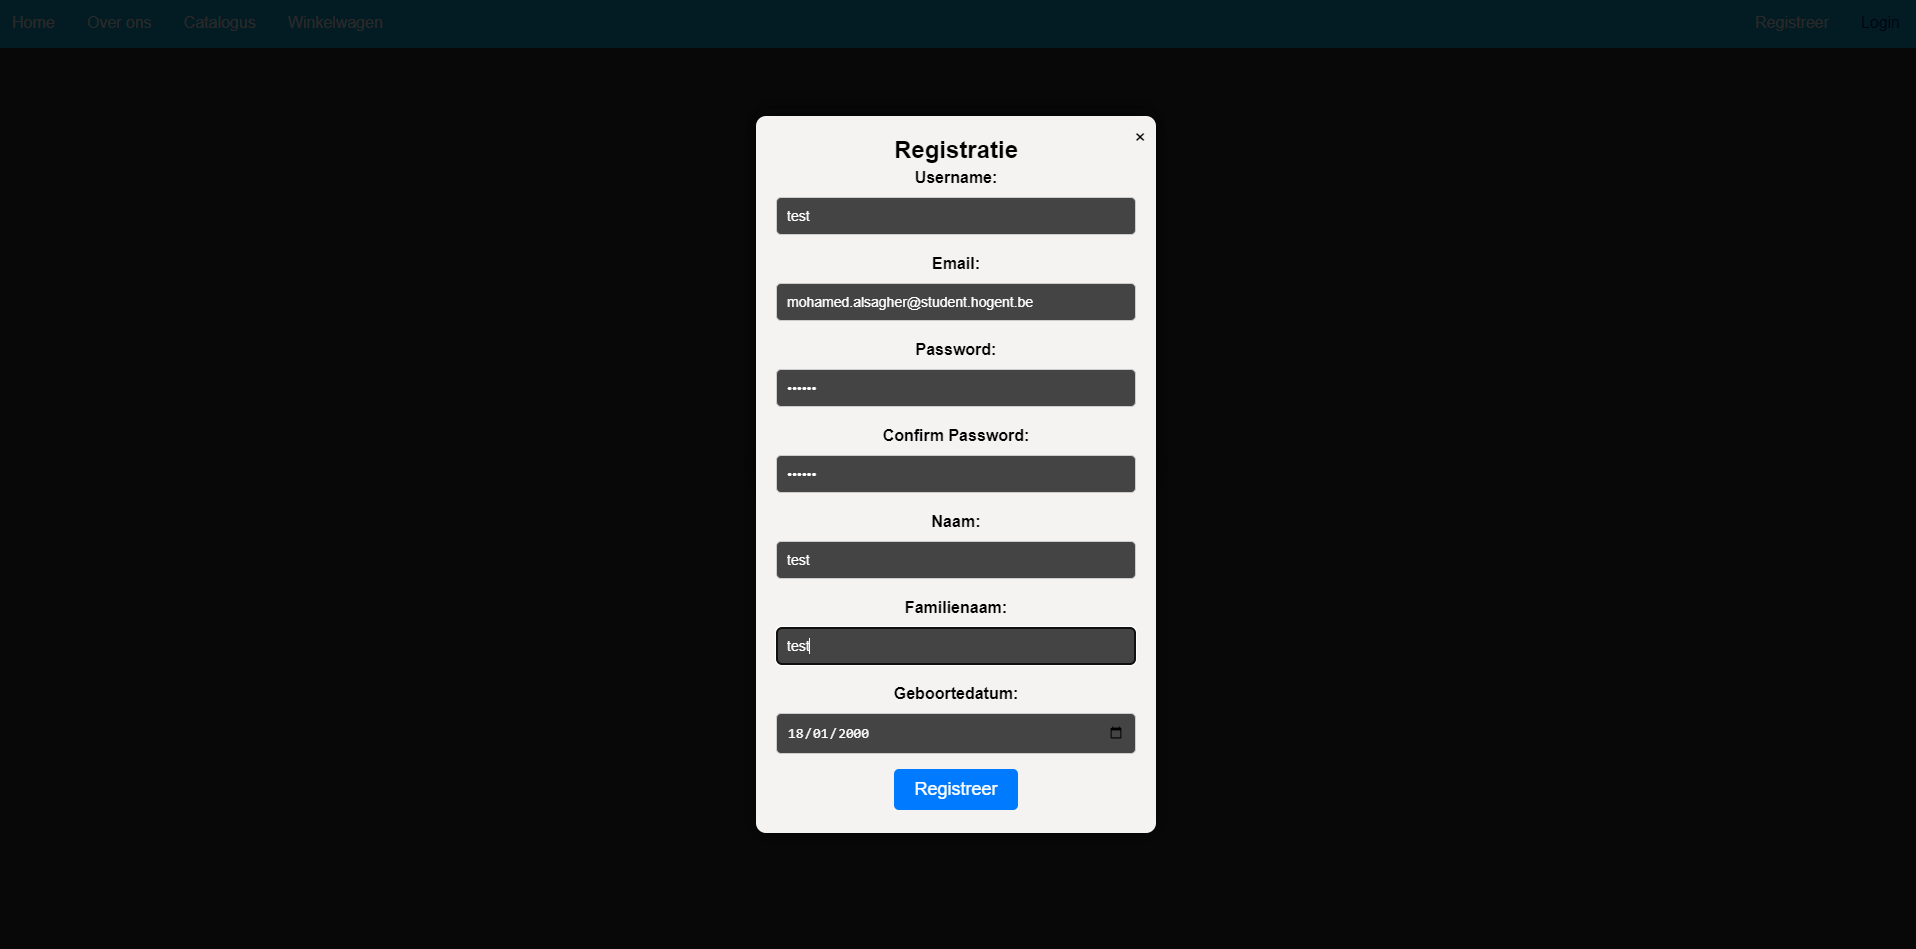 Home Over ons Catalogus Winkelwagen Registreer Login
×
Registratie
Username:
test
Email:
mohamed.alsagher@student.hogent.be
Password:
••••••
Confirm Password:
••••••
Naam:
test
Familienaam:
test
Geboortedatum:
18/01/2000
Registreer